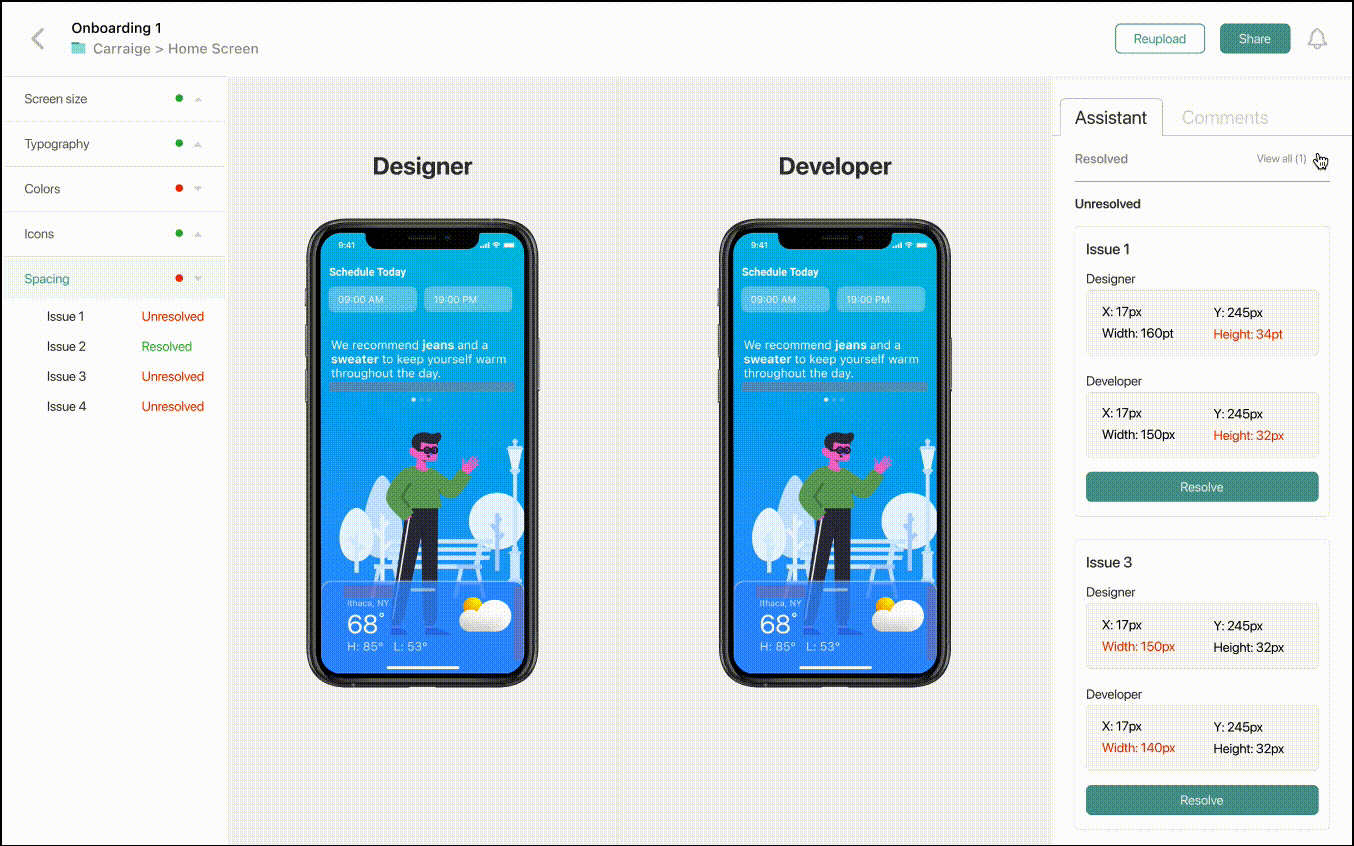 Onboarding 1
Carraige > Home Screen
Reupload
Share
Screen size
Typography
Colors
Icons
Spacing
Issue 1 Unresolved
Issue 2 Resolved
Issue 3 Unresolved
Issue 4 Unresolved
Designer
9:41
Schedule Today
09:00 AM 19:00 PM
We recommend jeans and a
sweater to keep yourself warm
throughout the day.
Ithaca, NY
68°
H: 85° L: 53°
Developer
9:41
Schedule Today
09:00 AM 19:00 PM
We recommend jeans and a
sweater to keep yourself warm
throughout the day.
Ithaca, NY
68°
H: 85° L: 53°
Assistant Comments
Resolved View all (1)
Unresolved
Issue 1
Designer
X: 17px Y: 245px
Width: 160pt Height: 34pt
Developer
X: 17px Y: 245px
Width: 150px Height: 32px
Resolve
Issue 3
Designer
X: 17px Y: 245px
Width: 150px Height: 32px
Developer
X: 17px Y: 245px
Width: 140px Height: 32px
Resolve